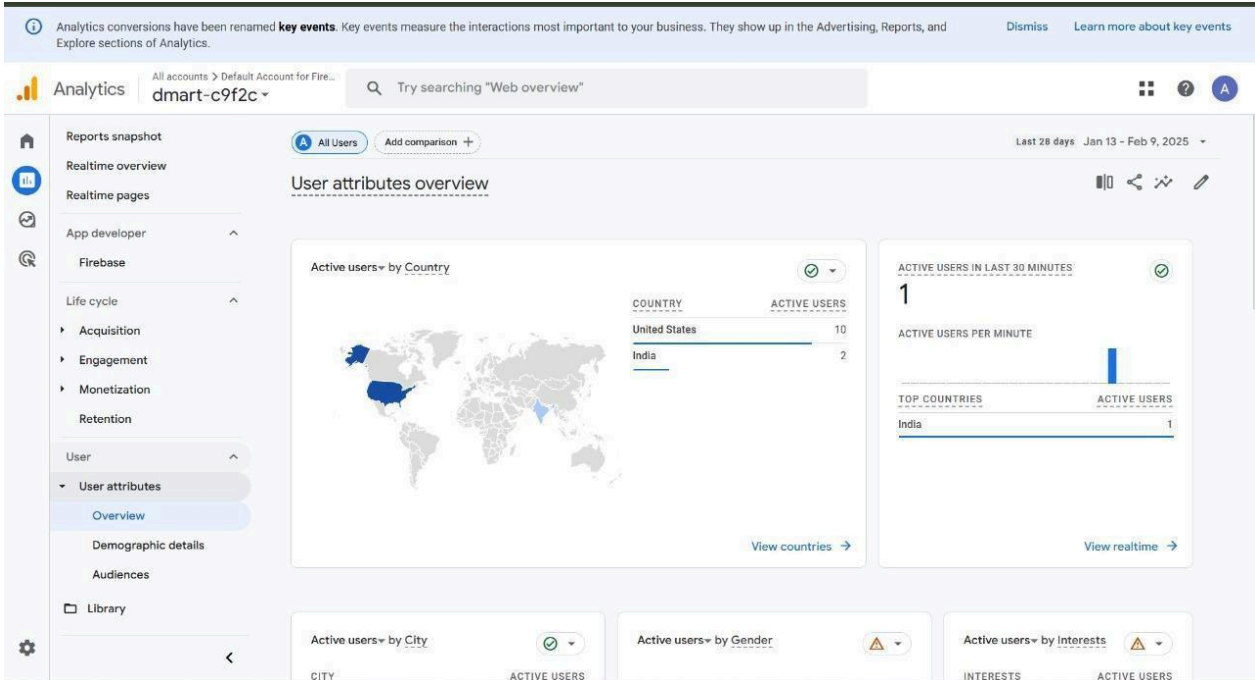 Analytics conversions have been renamed key events. Key events measure the interactions most important to your business. They show up in the Advertising, Reports, and
Explore sections of Analytics.
Dismiss
Learn more about key events
Analytics
All accounts > Default Account for Fire...
dmart-c9f2c
Try searching "Web overview"
A
Reports snapshot
Realtime overview
Realtime pages
App developer
Firebase
Life cycle
Acquisition
Engagement
Monetization
Retention
User
User attributes
Overview
Demographic details
Audiences
Library
A All Users
Add comparison +
Last 28 days Jan 13 - Feb 9, 2025
User attributes overview
Active users by Country
COUNTRY ACTIVE USERS
United States 10
India 2
View countries →
ACTIVE USERS IN LAST 30 MINUTES
1
ACTIVE USERS PER MINUTE
TOP COUNTRIES ACTIVE USERS
India 1
View realtime →
Active users by City
CITY ACTIVE USERS
Active users by Gender
Active users by Interests
INTERESTS ACTIVE USERS